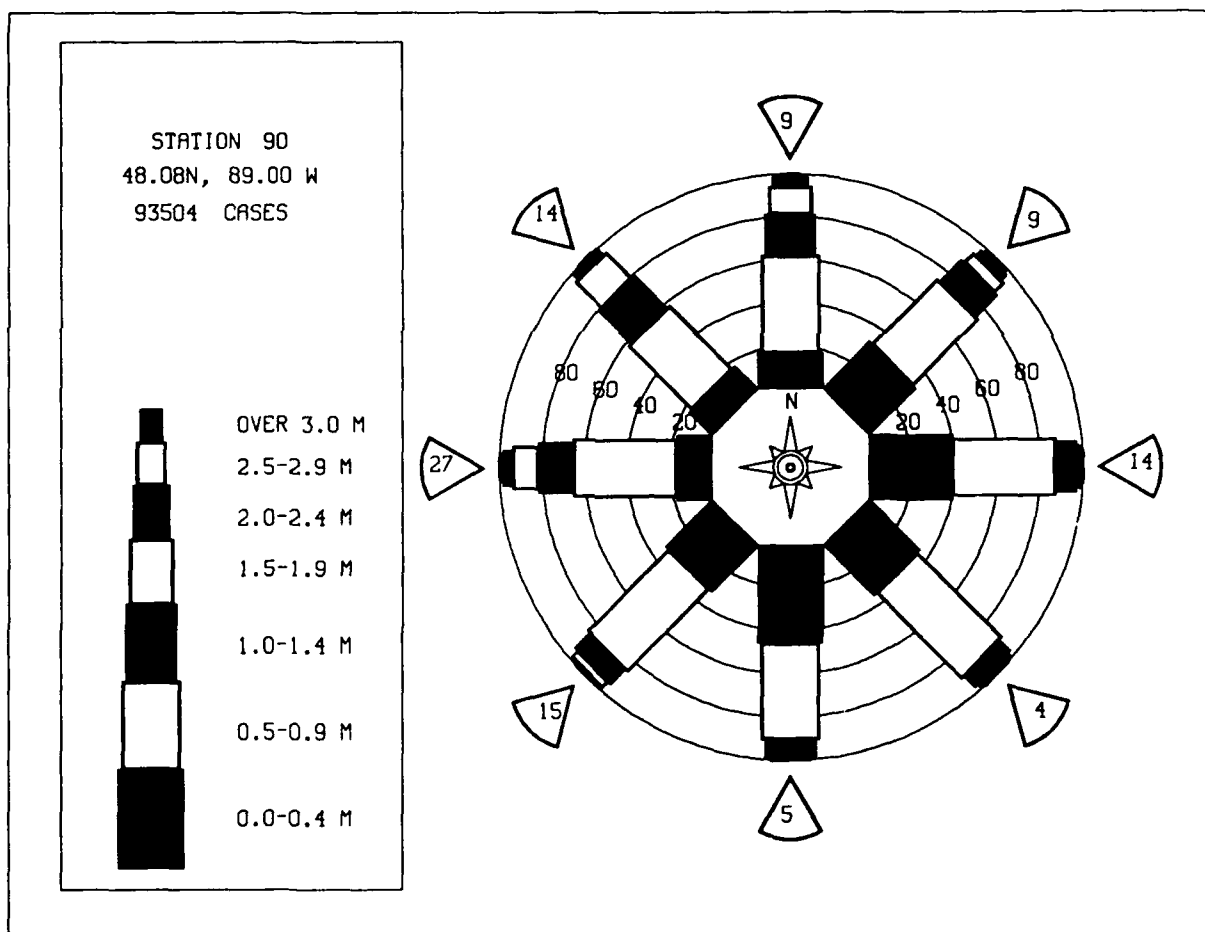 STATION 90
48.08N, 89.00 W
93504 CASES
OVER 3.0 M
2.5-2.9 M
2.0-2.4 M
1.5-1.9 M
1.0-1.4 M
0.5-0.9 M
0.0-0.4 M
9
14
9
80
60
40
20
N
20
40
60
80
27
14
15
4
5